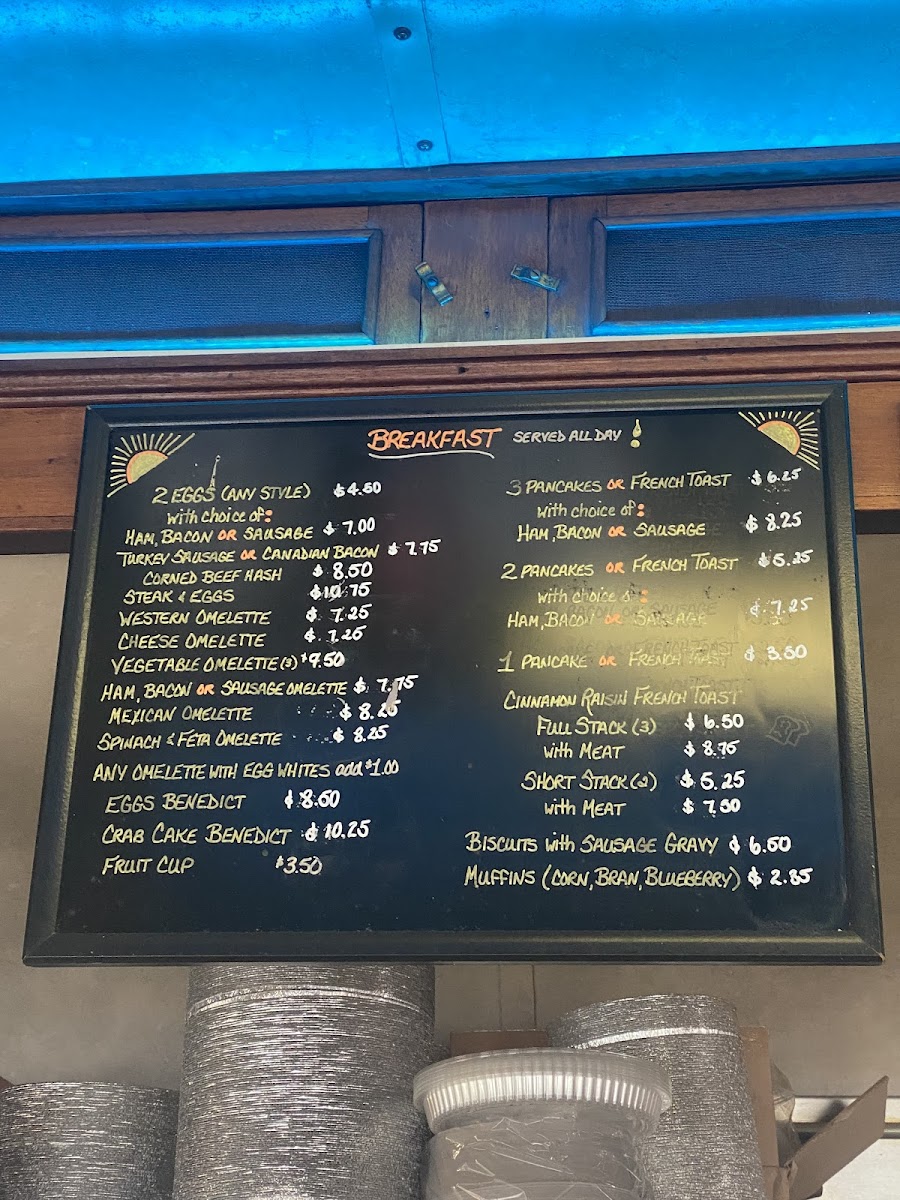 BREAKFAST SERVED ALL DAY !
2 EGGS (ANY STYLE) $4.50
with choice of:
HAM, BACON OR SAUSAGE $ 7.00
TURKEY SAUSAGE OR CANADIAN BACON $ 7.75
CORNED BEEF HASH $ 8.50
STEAK & EGGS $10.75
WESTERN OMELETTE $ 7.25
CHEESE OMELETTE $ 7.25
VEGETABLE OMELETTE (3) $7.50
HAM, BACON OR SAUSAGE OMELETTE $ 7.75
MEXICAN OMELETTE $ 8.25
SPINACH & FETA OMELETTE $ 8.25
ANY OMELETTE WITH EGG WHITES add $1.00
EGGS BENEDICT $8.50
CRAB CAKE BENEDICT $10.25
FRUIT CUP $3.50
3 PANCAKES OR FRENCH TOAST $ 6.25
with choice of:
HAM, BACON OR SAUSAGE $ 8.25
2 PANCAKES OR FRENCH TOAST $5.25
with choice of:
HAM, BACON OR SAUSAGE $ 7.25
1 PANCAKE OR FRENCH TOAST $ 3.50
CINNAMON RAISIN FRENCH TOAST
FULL STACK (3) $ 6.50
with MEAT $ 8.75
SHORT STACK (2) $ 5.25
with MEAT $ 7.50
BISCUITS with SAUSAGE GRAVY $ 6.50
MUFFINS (CORN, BRAN, BLUEBERRY) $ 2.85